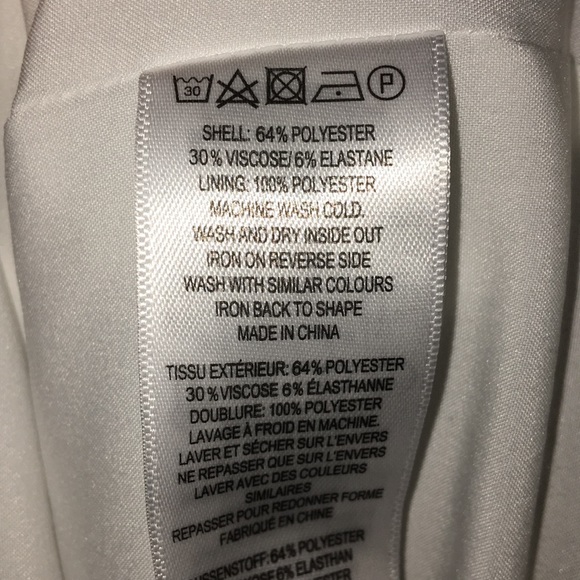 30 P
SHELL: 64% POLYESTER
30% VISCOSE/ 6% ELASTANE
LINING: 100% POLYESTER
MACHINE WASH COLD.
WASH AND DRY INSIDE OUT
IRON ON REVERSE SIDE
WASH WITH SIMILAR COLOURS
IRON BACK TO SHAPE
MADE IN CHINA
TISSU EXTÉRIEUR: 64% POLYESTER
30% VISCOSE 6% ÉLASTHANNE
DOUBLURE: 100% POLYESTER
LAVAGE À FROID EN MACHINE.
LAVER ET SÉCHER SUR L'ENVERS
NE REPASSER QUE SUR L'ENVERS
LAVER AVEC DES COULEURS
SIMILAIRES
REPASSER POUR REDONNER FORME
FABRIQUÉ EN CHINE
USSENSTOFF: 64% POLYESTER
KOSE 6% ELASTHAN